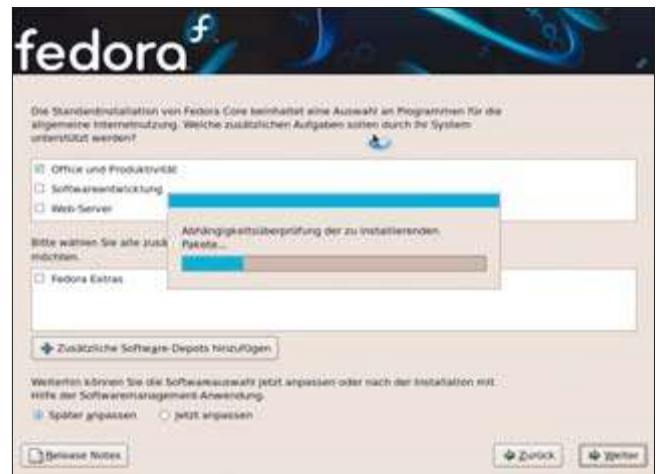 fedora
Die Standardinstallation von Fedora Core beinhaltet eine Auswahl an Programmen für die
allgemeine Internetnutzung. Welche zusätzlichen Aufgaben sollen durch Ihr System
unterstützt werden?
Office und Produktivität
Softwareentwicklung
Web-Server
Abhängigkeitsüberprüfung der zu installierenden
Pakete...
Bitte wählen Sie alle zusä
möchten.
Fedora Extras
Zusätzliche Software-Depots hinzufügen
Weiterhin können Sie die Softwareauswahl jetzt anpassen oder nach der Installation mit
Hilfe der Softwaremanagement-Anwendung.
Später anpassen
Jetzt anpassen
Release Notes
Zurück
Weiter